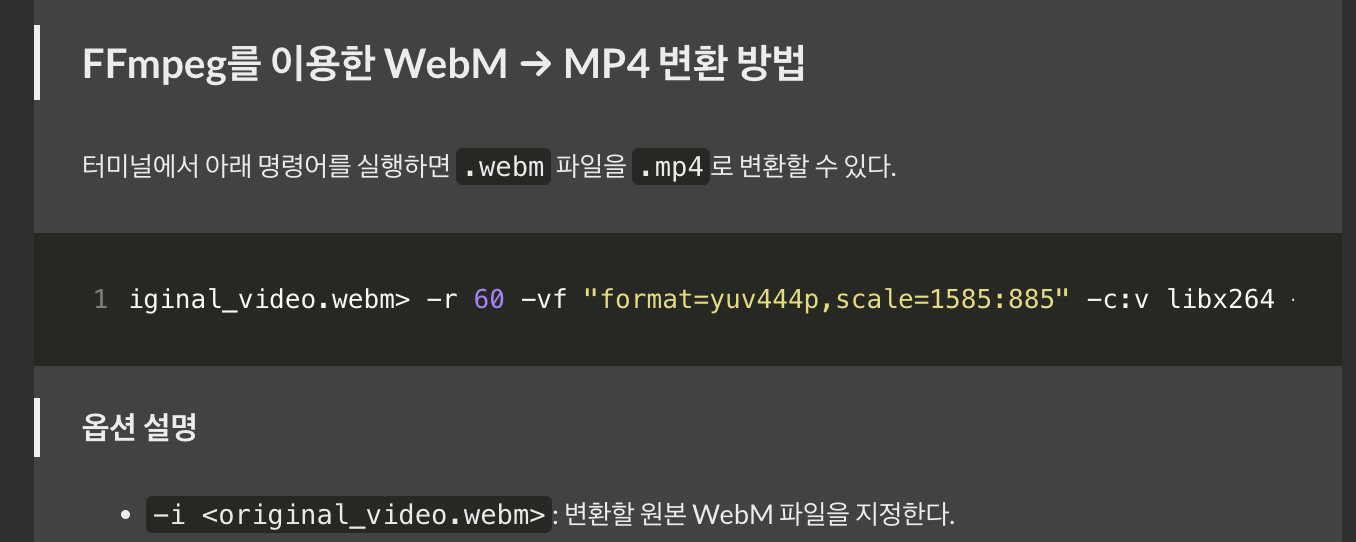 FFmpeg를 이용한 WebM → MP4 변환 방법
터미널에서 아래 명령어를 실행하면 .webm 파일을 .mp4로 변환할 수 있다.
1 iginal_video.webm> -r 60 -vf "format=yuv444p,scale=1585:885" -c:v libx264
옵션 설명
• -i <original_video.webm>: 변환할 원본 WebM 파일을 지정한다.